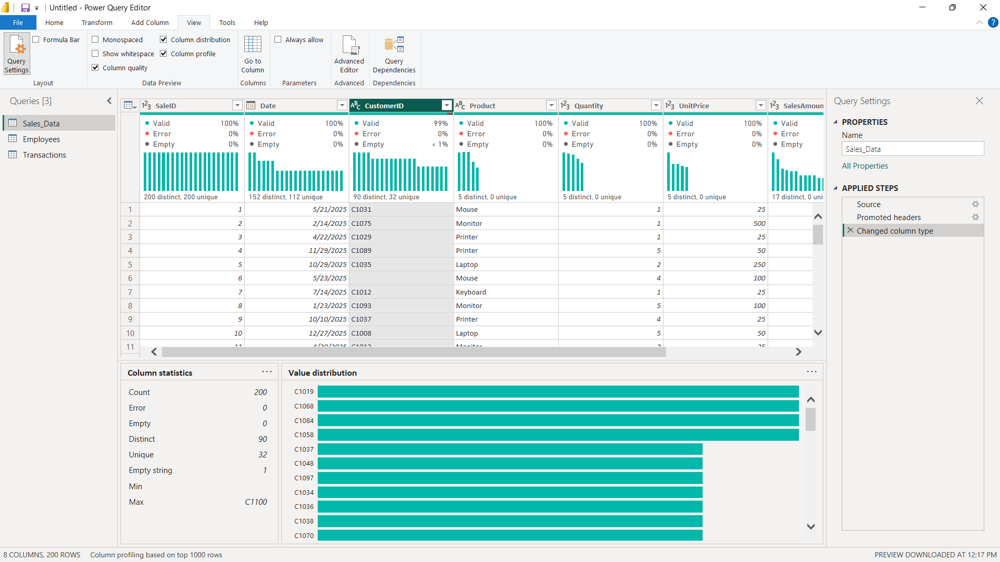 Untitled - Power Query Editor
File Home Transform Add Column View Tools Help
Query Settings
Formula Bar
Layout
Monospaced
Show whitespace
Column quality
Column distribution
Column profile
Data Preview
Go to Column
Columns
Always allow
Parameters
Advanced Editor
Advanced
Query Dependencies
Dependencies
Queries [3]
Sales_Data
Employees
Transactions
SaleID Date CustomerID Product Quantity UnitPrice SalesAmoun
Valid 100% Valid 100% Valid 99% Valid 100% Valid 100% Valid 100% Valid
Error 0% Error 0% Error 0% Error 0% Error 0% Error 0% Error
Empty 0% Empty 0% Empty < 1% Empty 0% Empty 0% Empty 0% Empty
200 distinct, 200 unique 152 distinct, 112 unique 90 distinct, 32 unique 5 distinct, 0 unique 5 distinct, 0 unique 5 distinct, 0 unique 17 distinct, 0 uni
1 1 5/21/2025 C1031 Mouse 1 25
2 2 2/14/2025 C1075 Monitor 1 500
3 3 4/22/2025 C1029 Printer 1 25
4 4 11/29/2025 C1089 Printer 5 50
5 5 10/29/2025 C1035 Laptop 2 250
6 6 5/23/2025 Mouse 4 100
7 7 7/14/2025 C1012 Keyboard 1 25
8 8 1/23/2025 C1093 Monitor 5 100
9 9 10/10/2025 C1037 Printer 4 25
10 10 12/27/2025 C1008 Laptop 5 50
11 11 4/20/2025 C1012 Monitor 25
Column statistics
Count 200
Error 0
Empty 0
Distinct 90
Unique 32
Empty string 1
Min
Max C1100
Value distribution
C1019
C1068
C1084
C1058
C1037
C1048
C1097
C1034
C1036
C1038
C1070
Query Settings
PROPERTIES
Name
Sales_Data
All Properties
APPLIED STEPS
Source
Promoted headers
Changed column type
8 COLUMNS, 200 ROWS Column profiling based on top 1000 rows
PREVIEW DOWNLOADED AT 12:17 PM